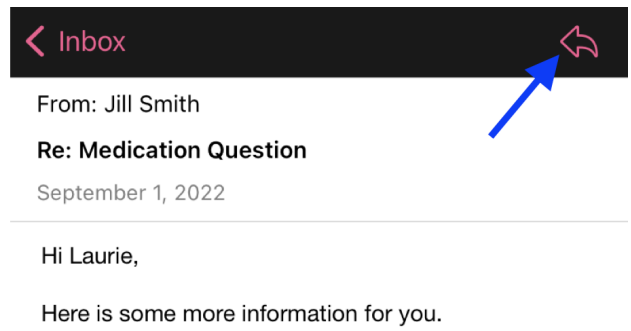 Inbox
From: Jill Smith
Re: Medication Question
September 1, 2022
Hi Laurie,
Here is some more information for you.